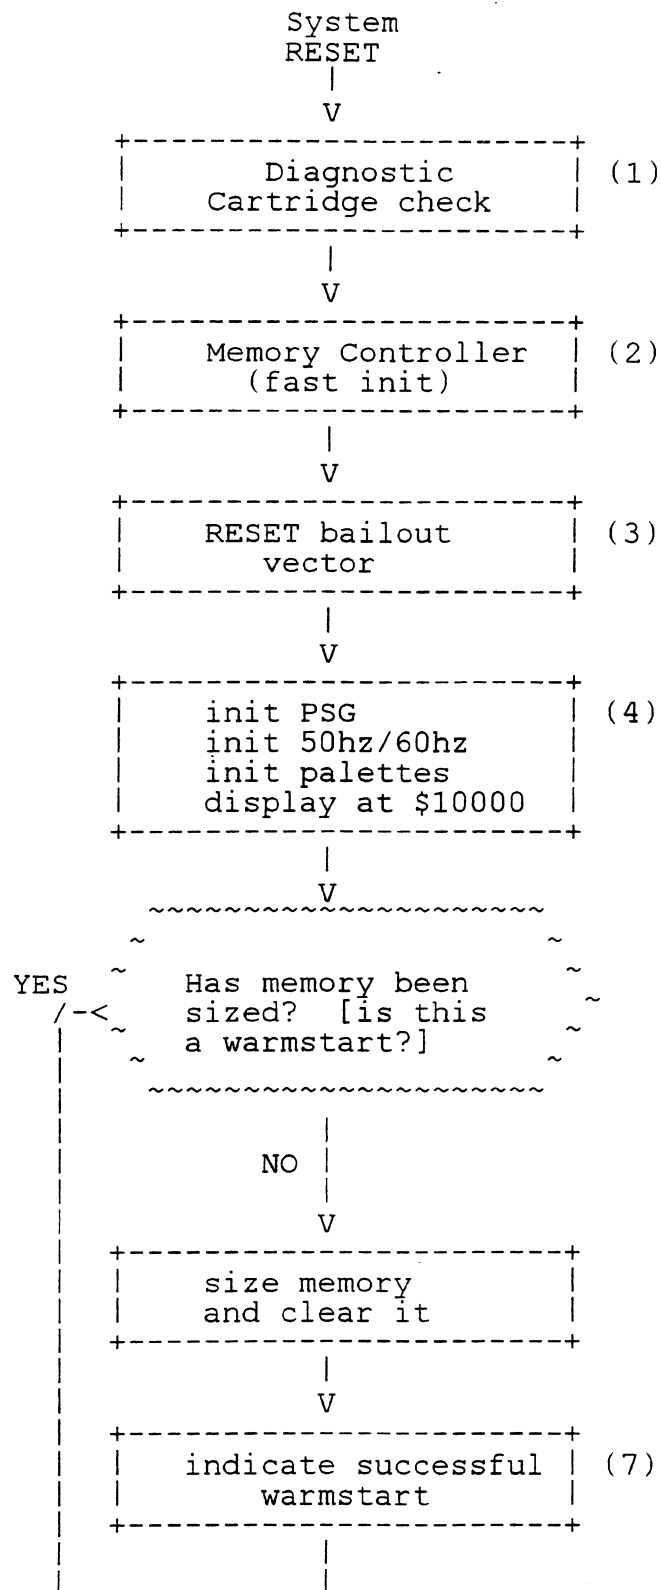 System
RESET
|
V
+------------------------+
| Diagnostic | (1)
| Cartridge check |
+------------------------+
|
V
+------------------------+
| Memory Controller | (2)
| (fast init) |
+------------------------+
|
V
+------------------------+
| RESET bailout | (3)
| vector |
+------------------------+
|
V
+------------------------+
| init PSG | (4)
| init 50hz/60hz |
| init palettes |
| display at $10000 |
+------------------------+
|
V
~~~~~~~~~~~~~~~~~~~~~
~ ~
YES ~ Has memory been ~
/-< sized? [is this ~
| ~ a warmstart?] ~
| ~ ~
| ~~~~~~~~~~~~~~~~~~~~~
| |
| NO |
| |
| V
| +------------------------+
| | size memory |
| | and clear it |
| +------------------------+
| |
| V
| +------------------------+
| | indicate successful | (7)
| | warmstart |
| +------------------------+
| |
| |